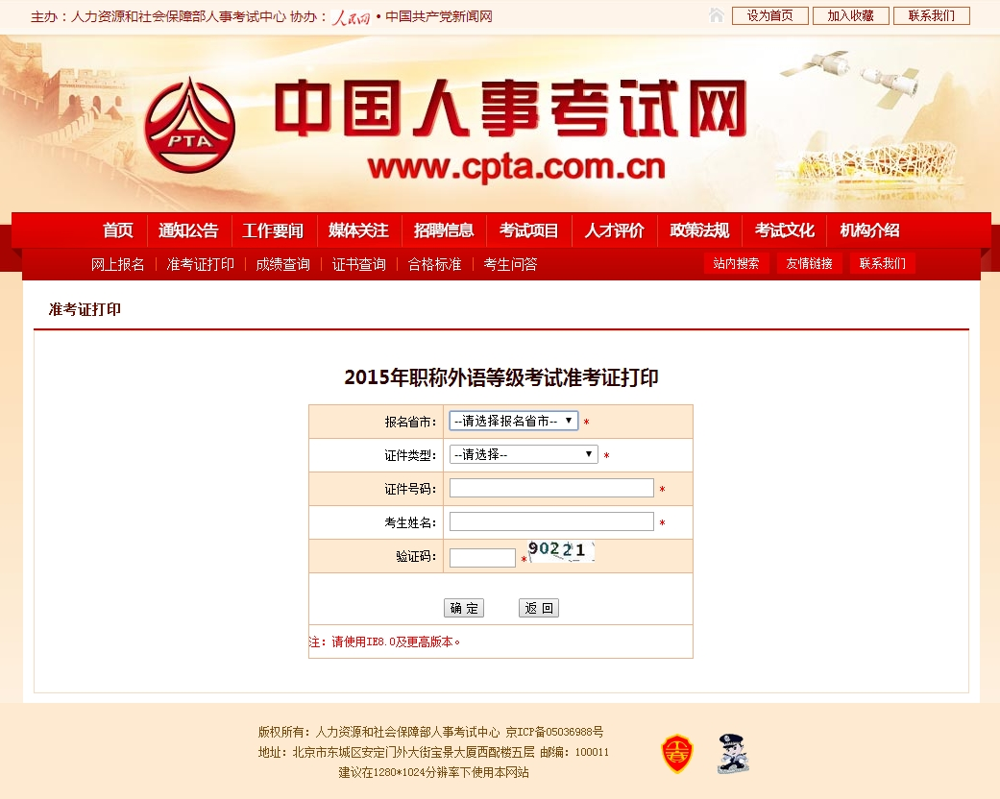 主办：人力资源和社会保障部人事考试中心 协办：人民网 • 中国共产党新闻网
设为首页 加入收藏 联系我们
PTA
中国人事考试网
www.cpta.com.cn
首页 通知公告 工作要闻 媒体关注 招聘信息 考试项目 人才评价 政策法规 考试文化 机构介绍
网上报名 准考证打印 成绩查询 证书查询 合格标准 考生问答 站内搜索 友情链接 联系我们
准考证打印
2015年职称外语等级考试准考证打印
报名省市： --请选择报名省市-- *
证件类型： --请选择-- *
证件号码： *
考生姓名： *
验证码： * 90221
确 定 返 回
注：请使用IE8.0及更高版本。
版权所有：人力资源和社会保障部人事考试中心 京ICP备05036988号
地址：北京市东城区安定门外大街宝景大厦西配楼五层 邮编：100011
建议在1280*1024分辨率下使用本网站